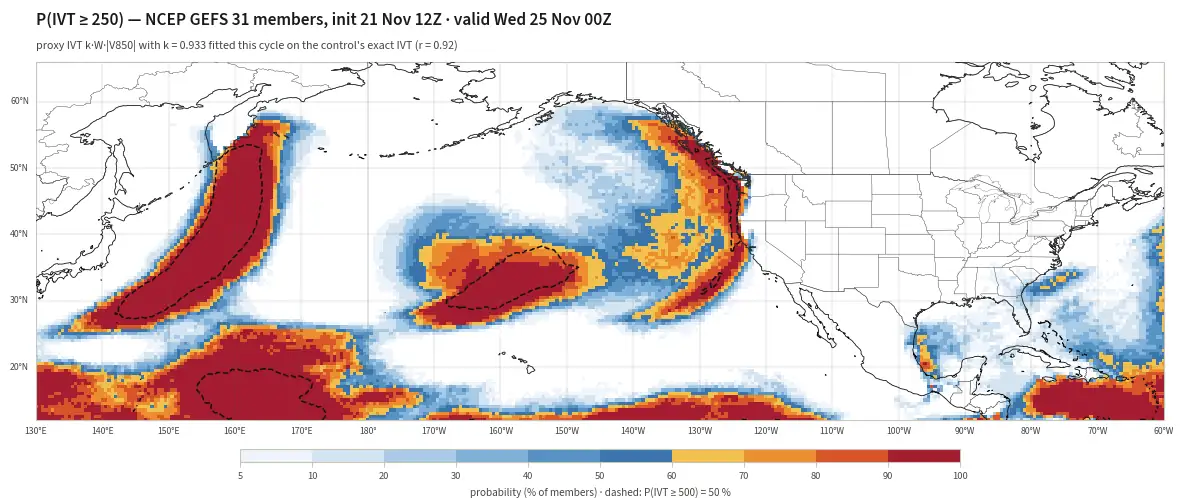 P(IVT ≥ 250) — NCEP GEFS 31 members, init 21 Nov 12Z · valid Wed 25 Nov 00Z
proxy IVT k·W·|V850| with k = 0.933 fitted this cycle on the control's exact IVT (r = 0.92)
60°N
50°N
40°N
30°N
20°N
130°E 140°E 150°E 160°E 170°E 180° 170°W 160°W 150°W 140°W 130°W 120°W 110°W 100°W 90°W 80°W 70°W 60°W
5 10 20 30 40 50 60 70 80 90 100
probability (% of members) · dashed: P(IVT ≥ 500) = 50 %